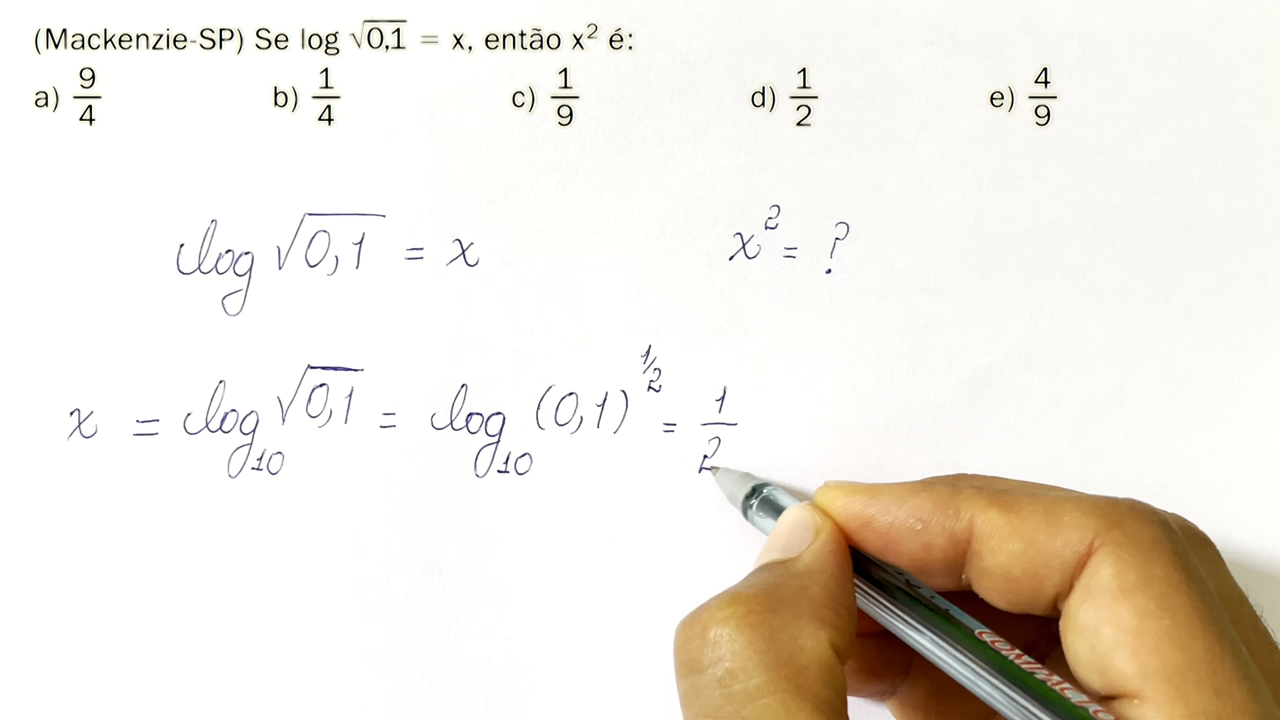 (Mackenzie-SP) Se log √0,1 = x, então x² é:
a) 9/4 b) 1/4 c) 1/9 d) 1/2 e) 4/9
log √0,1 = x x² = ?
x = log₁₀ √0,1 = log₁₀ (0,1)^1/2 = 1/2
COMPACTO